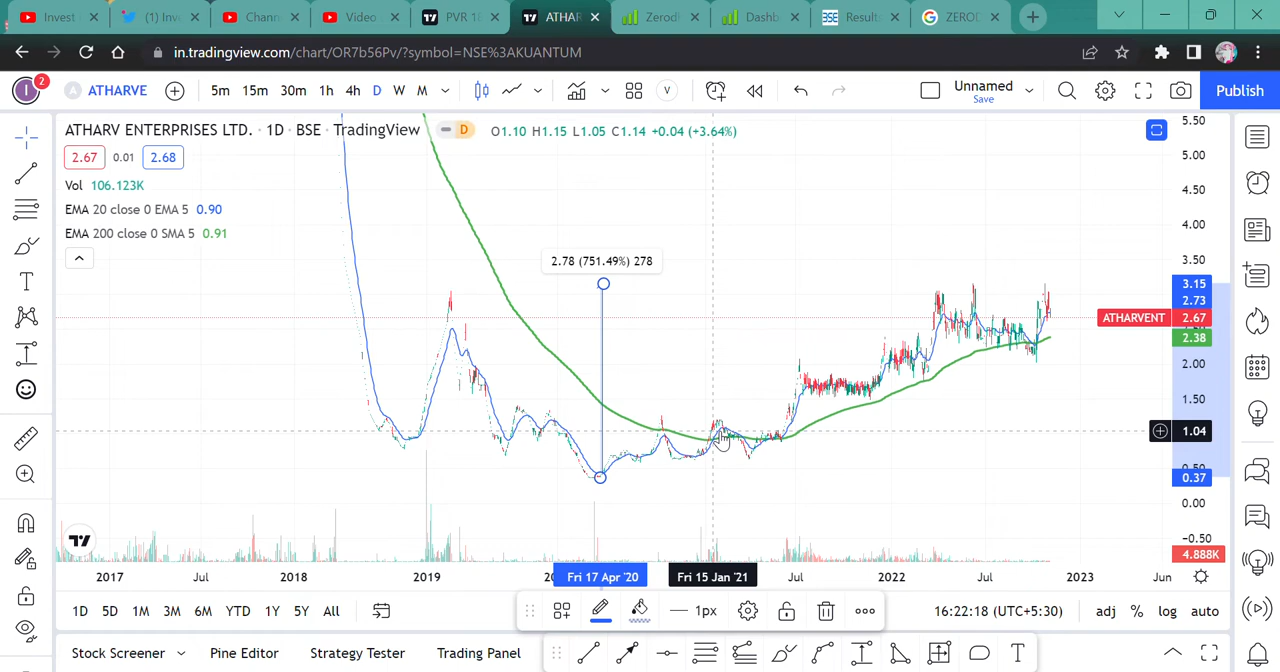 Invest
(1) Inv
Chann
Video
PVR 1
ATHAR
Zerodh
Dashb
BSE
Result
ZEROD
in.tradingview.com/chart/OR7b56Pv/?symbol=NSE%3AKUANTUM
I
2
A
ATHARVE
5m 15m 30m 1h 4h D W M
V
Unnamed
Save
Publish
ATHARV ENTERPRISES LTD. · 1D · BSE · TradingView
D
O1.10 H1.15 L1.05 C1.14 +0.04 (+3.64%)
2.67 0.01 2.68
Vol 106.123K
EMA 20 close 0 EMA 5 0.90
EMA 200 close 0 SMA 5 0.91
2.78 (751.49%) 278
5.50
5.00
4.50
4.00
3.50
3.15
2.73
ATHARVENT 2.67
2.38
2.00
1.50
1.04
0.37
0.00
-0.50
4.888K
2017 Jul 2018 2019 Fri 17 Apr '20 Fri 15 Jan '21 Jul 2022 Jul 2023 Jun
1D 5D 1M 3M 6M YTD 1Y 5Y All
1px
16:22:18 (UTC+5:30)
adj % log auto
Stock Screener Pine Editor Strategy Tester Trading Panel